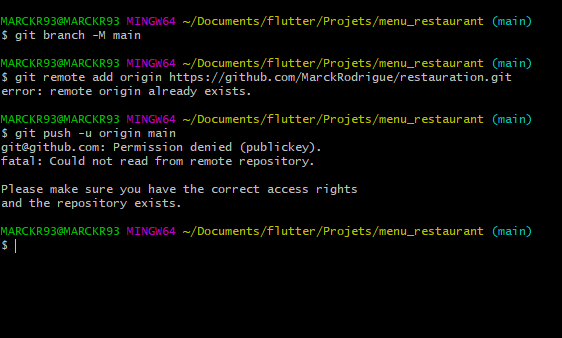 MARCKR93@MARCKR93 MINGW64 ~/Documents/flutter/Projets/menu_restaurant (main)
$ git branch -M main
MARCKR93@MARCKR93 MINGW64 ~/Documents/flutter/Projets/menu_restaurant (main)
$ git remote add origin https://github.com/MarckRodrigue/restauration.git
error: remote origin already exists.
MARCKR93@MARCKR93 MINGW64 ~/Documents/flutter/Projets/menu_restaurant (main)
$ git push -u origin main
git@github.com: Permission denied (publickey).
fatal: Could not read from remote repository.
Please make sure you have the correct access rights
and the repository exists.
MARCKR93@MARCKR93 MINGW64 ~/Documents/flutter/Projets/menu_restaurant (main)
$